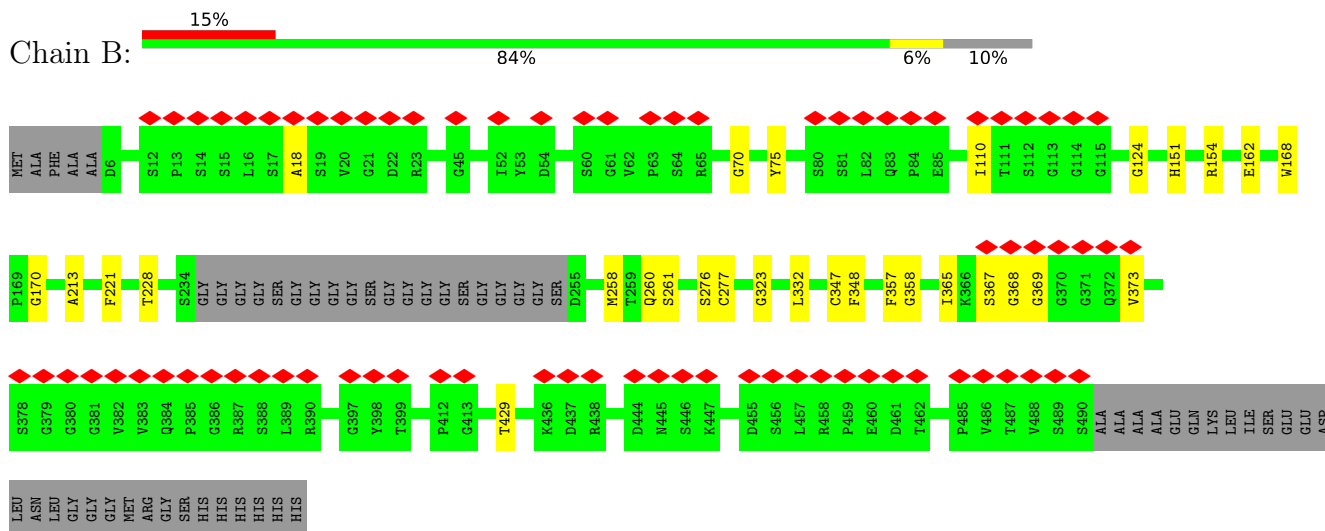 15%
Chain B:
84% 6% 10%
MET ALA PHE ALA ALA D6 S12 P13 S14 S15 L16 S17 A18 S19 V20 G21 D22 R23 G45 I52 Y53 D54 S60 G61 V62 P63 S64 R65 G70 Y75 S80 S81 L82 Q83 P84 E85 I110 T111 S112 G113 G114 G115 G124 H151 R154 E162 W168
P169 G170 A213 F221 T228 S234 GLY GLY GLY GLY SER GLY GLY GLY GLY SER GLY GLY GLY GLY SER GLY GLY GLY GLY SER D255 M258 T259 Q260 S261 S276 C277 G323 L332 C347 F348 F357 G358 I365 K366 S367 G368 G369 G370 G371 Q372 V373
S378 G379 G380 G381 V382 V383 Q384 P385 G386 R387 S388 L389 R390 G397 Y398 T399 P412 G413 T429 K436 D437 R438 D444 N445 S446 K447 D455 S456 L457 R458 P459 E460 D461 T462 P485 V486 T487 V488 S489 S490 ALA ALA ALA ALA GLU GLN LYS LEU ILE SER GLU GLU ASP
LEU ASN LEU GLY GLY GLY MET ARG GLY SER HIS HIS HIS HIS HIS HIS